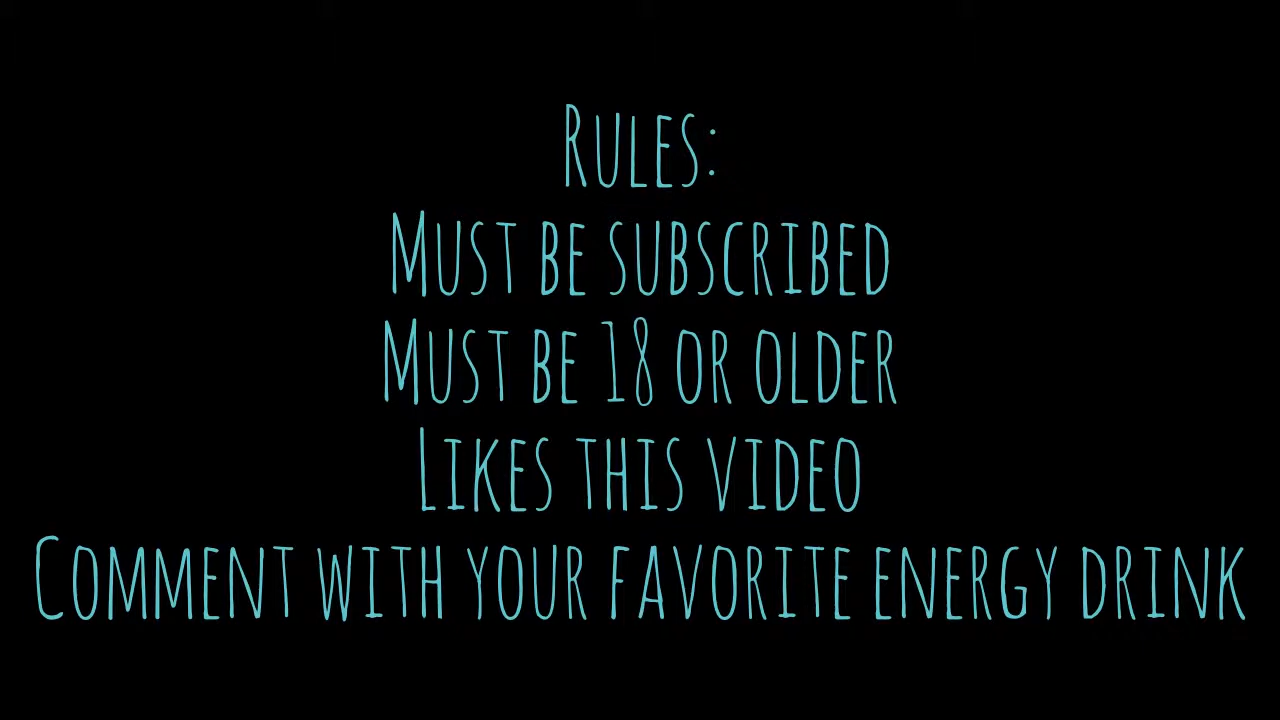 Rules:
Must be subscribed
Must be 18 or older
Likes this video
Comment with your favorite energy drink